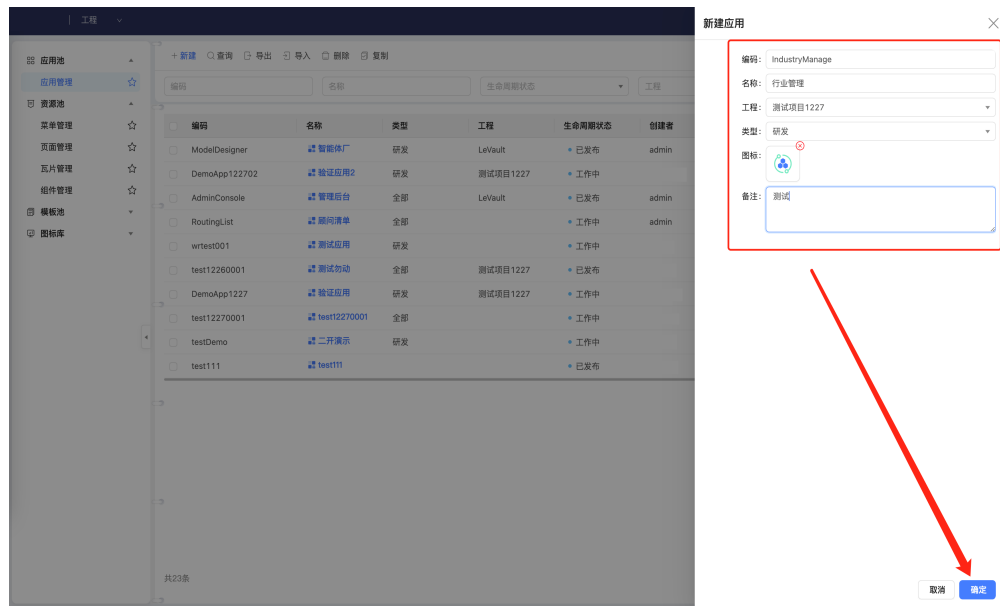 工程
新建应用
应用池
应用管理
资源池
菜单管理
页面管理
瓦片管理
组件管理
模板池
图标库
+新建 查询 导出 导入 删除 复制
编码 名称 生命周期状态 工程
编码 名称 类型 工程 生命周期状态 创建者
ModelDesigner 智能体厂 研发 LeVault 已发布 admin
DemoApp122702 验证应用2 研发 测试项目1227 工作中
AdminConsole 管理后台 全部 LeVault 已发布 admin
RoutingList 顾问清单 全部 工作中 admin
wrtest001 测试应用 研发 工作中
test12260001 测试勿动 全部 测试项目1227 已发布
DemoApp1227 验证应用 研发 测试项目1227 工作中
test12270001 test12270001 全部 工作中
testDemo 二开演示 研发 工作中
test111 test111 已发布
共23条
编码: IndustryManage
名称: 行业管理
工程: 测试项目1227
类型: 研发
图标:
备注: 测试
取消 确定